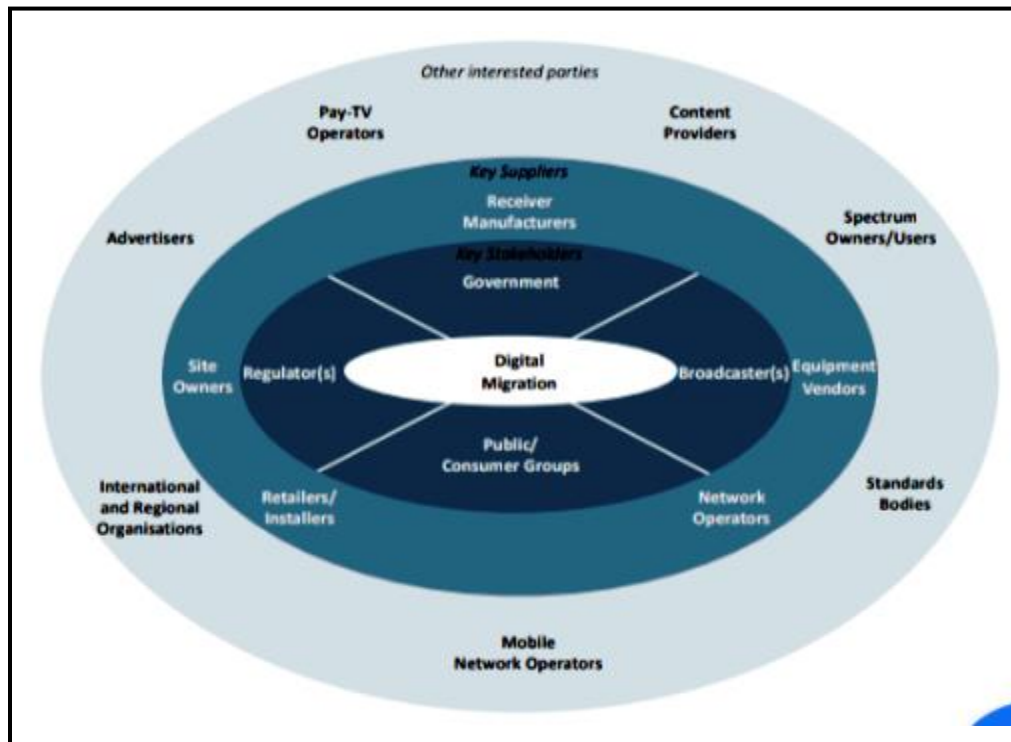 Other interested parties
Pay-TV
Operators
Content
Providers
Key Suppliers
Receiver
Manufacturers
Advertisers
Spectrum
Owners/Users
Key Stakeholders
Government
Site
Owners
Regulator(s)
Digital
Migration
Broadcaster(s)
Equipment
Vendors
Public/
Consumer Groups
International
and Regional
Organisations
Retailers/
Installers
Network
Operators
Standards
Bodies
Mobile
Network Operators